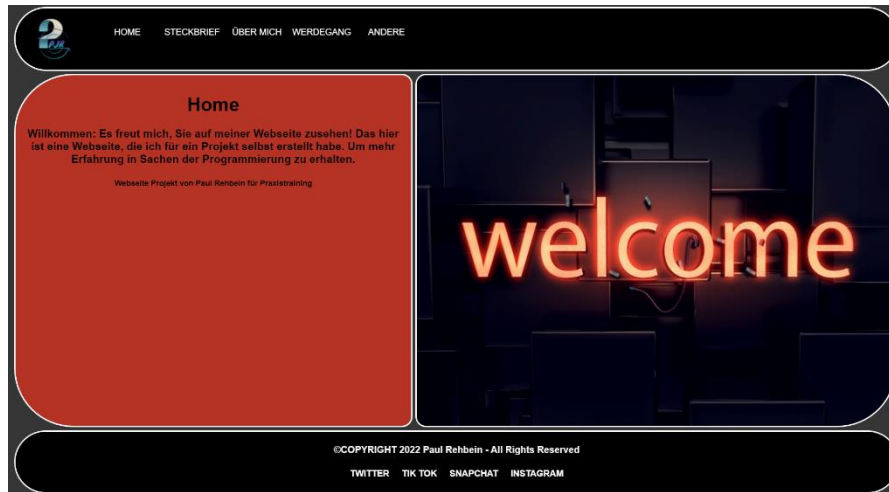 PJR
HOME STECKBRIEF ÜBER MICH WERDEGANG ANDERE
Home
Willkommen: Es freut mich, Sie auf meiner Webseite zusehen! Das hier
ist eine Webseite, die ich für ein Projekt selbst erstellt habe. Um mehr
Erfahrung in Sachen der Programmierung zu erhalten.
Webseite Projekt von Paul Rehbein für Praxistraining
welcome
©COPYRIGHT 2022 Paul Rehbein - All Rights Reserved
TWITTER TIK TOK SNAPCHAT INSTAGRAM